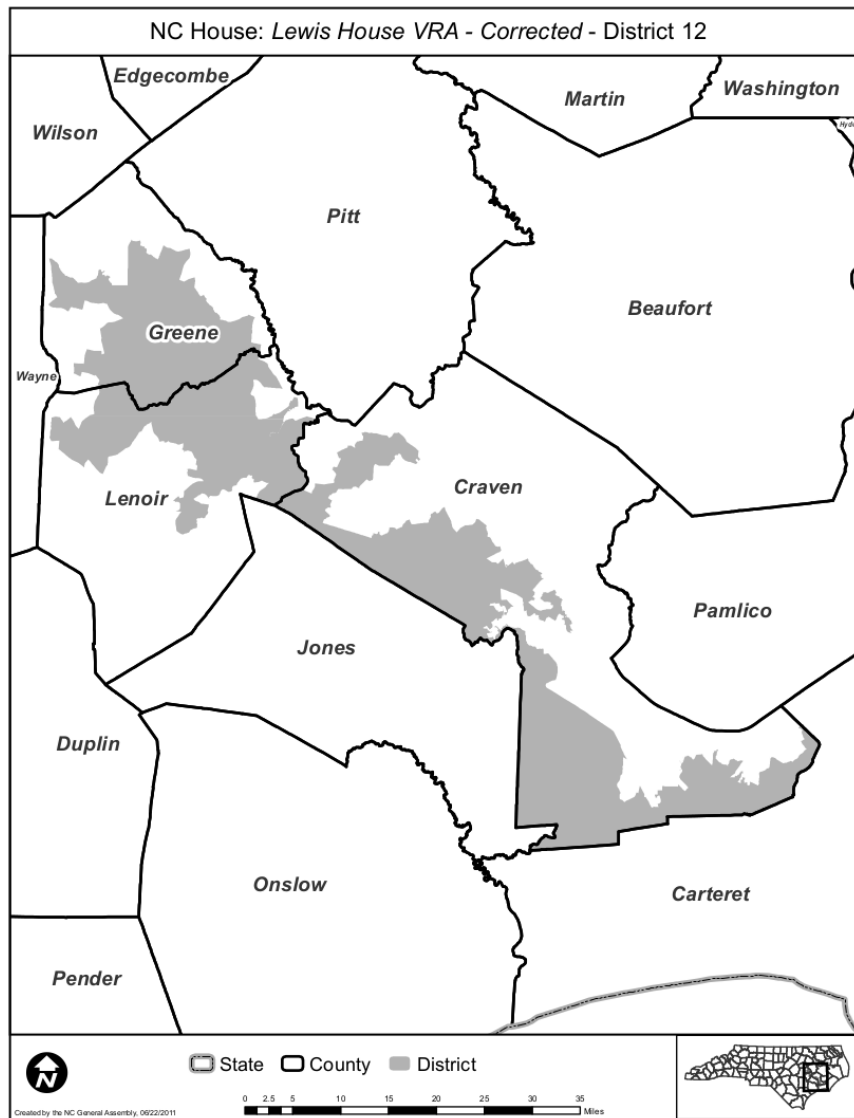 NC House: Lewis House VRA - Corrected - District 12
Edgecombe
Martin
Washington
Hyde
Wilson
Pitt
Beaufort
Greene
Wayne
Craven
Lenoir
Pamlico
Jones
Duplin
Onslow
Carteret
Pender
N
State County District
0 2.5 5 10 15 20 25 30 35
Miles
Created by the NC General Assembly, 06/22/2011